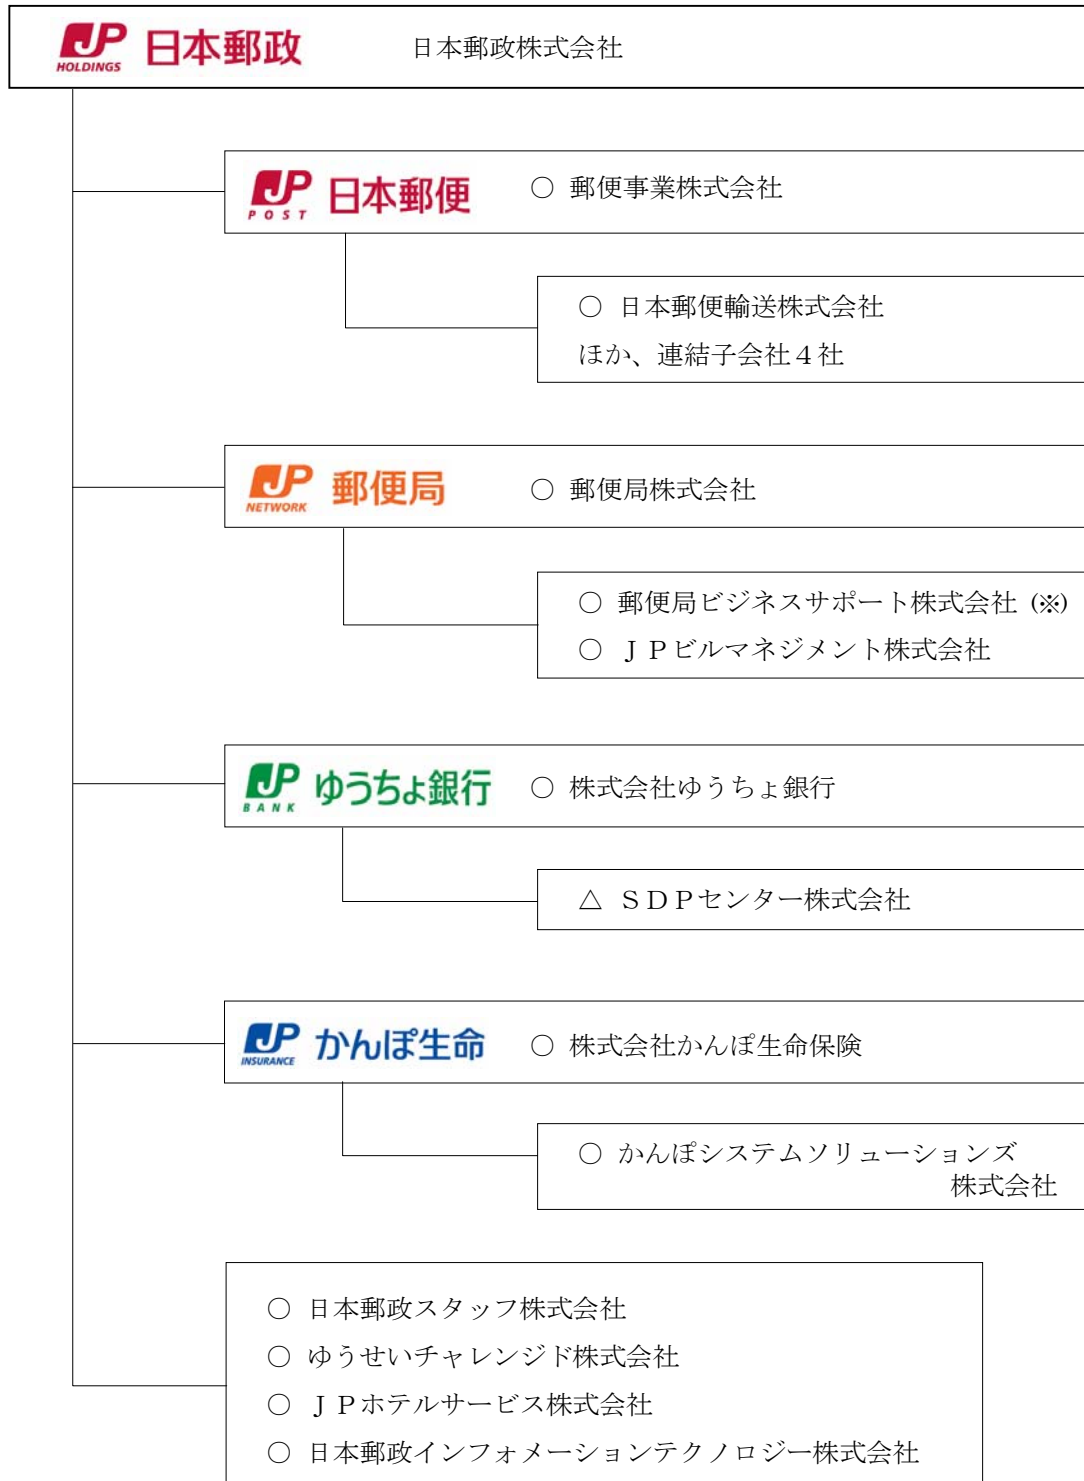 JP 日本郵政 日本郵政株式会社
HOLDINGS
JP 日本郵便 ○ 郵便事業株式会社
POST
○ 日本郵便輸送株式会社
ほか、連結子会社４社
JP 郵便局 ○ 郵便局株式会社
NETWORK
○ 郵便局ビジネスサポート株式会社 (※)
○ ＪＰビルマネジメント株式会社
JP ゆうちょ銀行 ○ 株式会社ゆうちょ銀行
BANK
△ ＳＤＰセンター株式会社
JP かんぽ生命 ○ 株式会社かんぽ生命保険
INSURANCE
○ かんぽシステムソリューションズ
株式会社
○ 日本郵政スタッフ株式会社
○ ゆうせいチャレンジド株式会社
○ ＪＰホテルサービス株式会社
○ 日本郵政インフォメーションテクノロジー株式会社